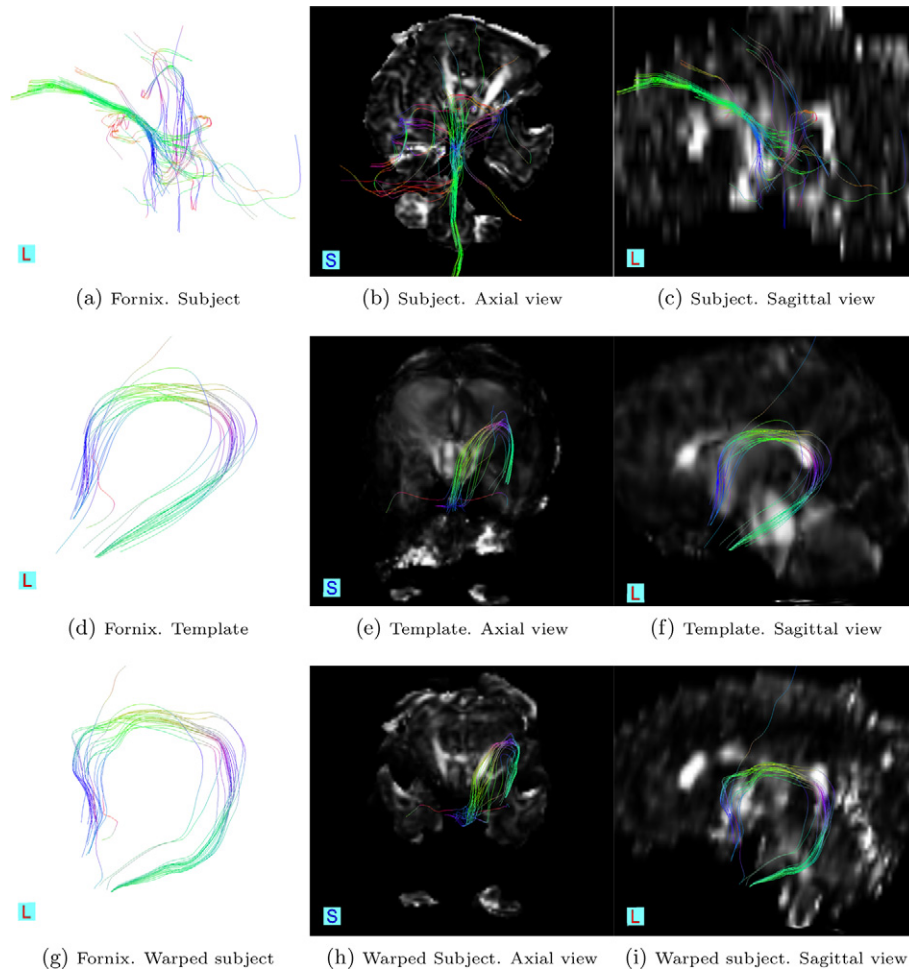 L
S
L
(a) Fornix. Subject
(b) Subject. Axial view
(c) Subject. Sagittal view
L
S
L
(d) Fornix. Template
(e) Template. Axial view
(f) Template. Sagittal view
L
S
L
(g) Fornix. Warped subject
(h) Warped Subject. Axial view
(i) Warped subject. Sagittal view